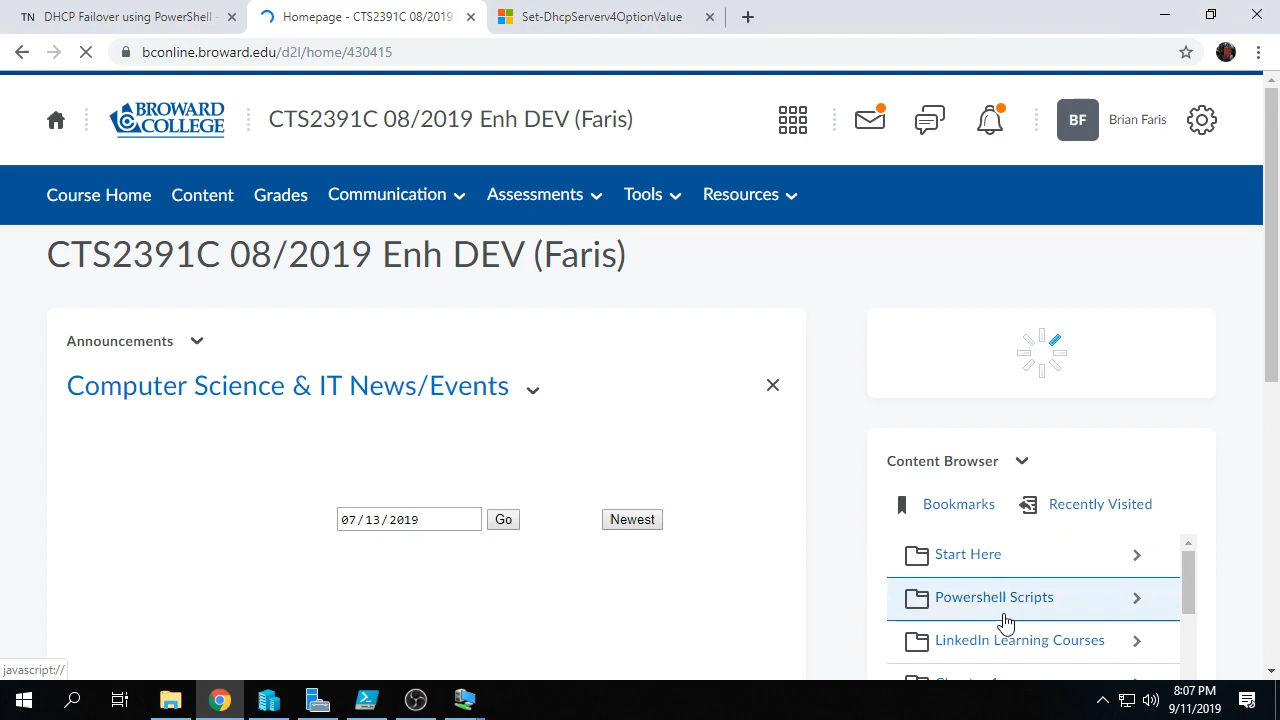 TN DHCP Failover using PowerShell -
Homepage - CTS2391C 08/2019
Set-DhcpServerv4OptionValue
bconline.broward.edu/d2l/home/430415
BROWARD
COLLEGE
CTS2391C 08/2019 Enh DEV (Faris)
BF
Brian Faris
Course Home
Content
Grades
Communication
Assessments
Tools
Resources
CTS2391C 08/2019 Enh DEV (Faris)
Announcements
Computer Science & IT News/Events
07/13/2019
Go
Newest
Content Browser
Bookmarks
Recently Visited
Start Here
Powershell Scripts
LinkedIn Learning Courses
javascript://
8:07 PM
9/11/2019